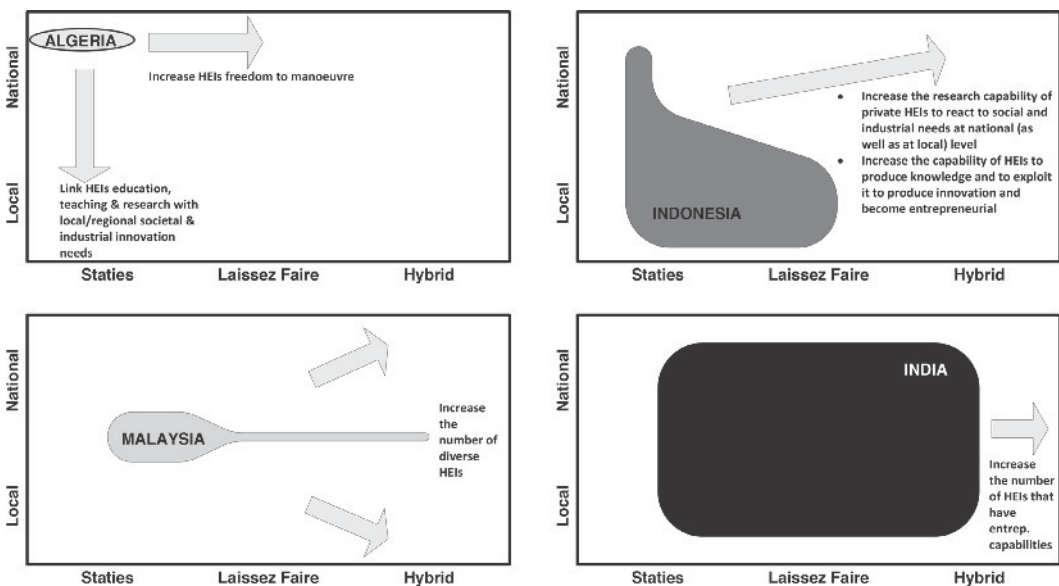 National
Local
ALGERIA
Increase HEIs freedom to manoeuvre
Link HEIs education,
teaching & research with
local/regional societal &
industrial innovation
needs
Staties
Laissez Faire
Hybrid
National
Local
INDONESIA
• Increase the research capability of
private HEIs to react to social and
industrial needs at national (as
well as at local) level
• Increase the capability of HEIs to
produce knowledge and to exploit
it to produce innovation and
become entrepreneurial
Staties
Laissez Faire
Hybrid
National
Local
MALAYSIA
Increase
the
number of
diverse
HEIs
Staties
Laissez Faire
Hybrid
National
Local
INDIA
Increase
the number
of HEIs that
have
entrep.
capabilities
Staties
Laissez Faire
Hybrid